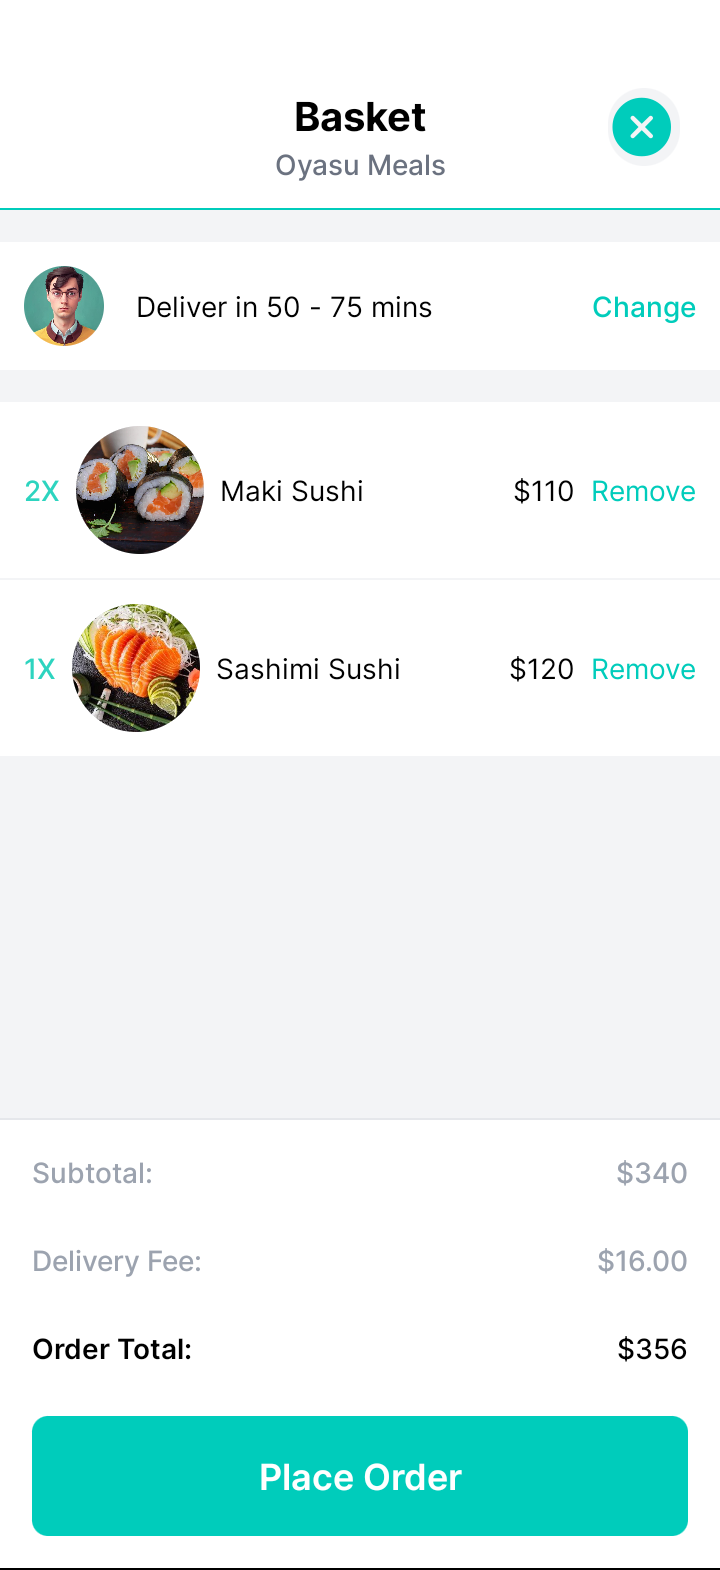 Basket
Oyasu Meals
Deliver in 50 - 75 mins Change
2X Maki Sushi $110 Remove
1X Sashimi Sushi $120 Remove
Subtotal: $340
Delivery Fee: $16.00
Order Total: $356
Place Order